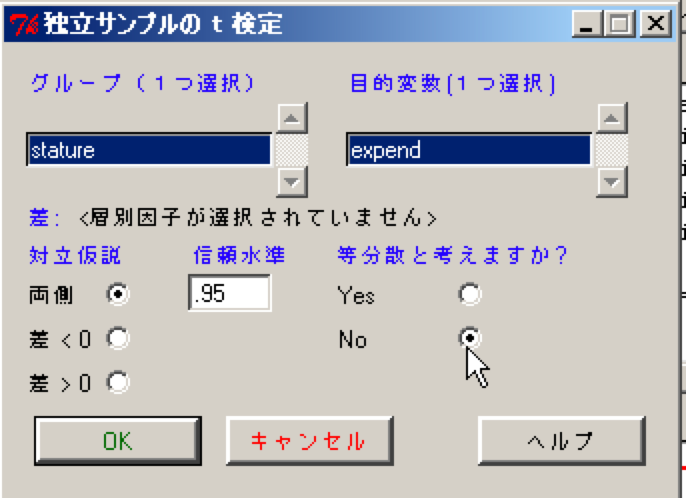 独立サンプルの t 検定
グループ(1つ選択) 目的変数(1つ選択)
stature expend
差: <層別因子が選択されていません>
対立仮説 信頼水準 等分散と考えますか?
両側 .95 Yes
差 < 0 No
差 > 0
OK キャンセル ヘルプ